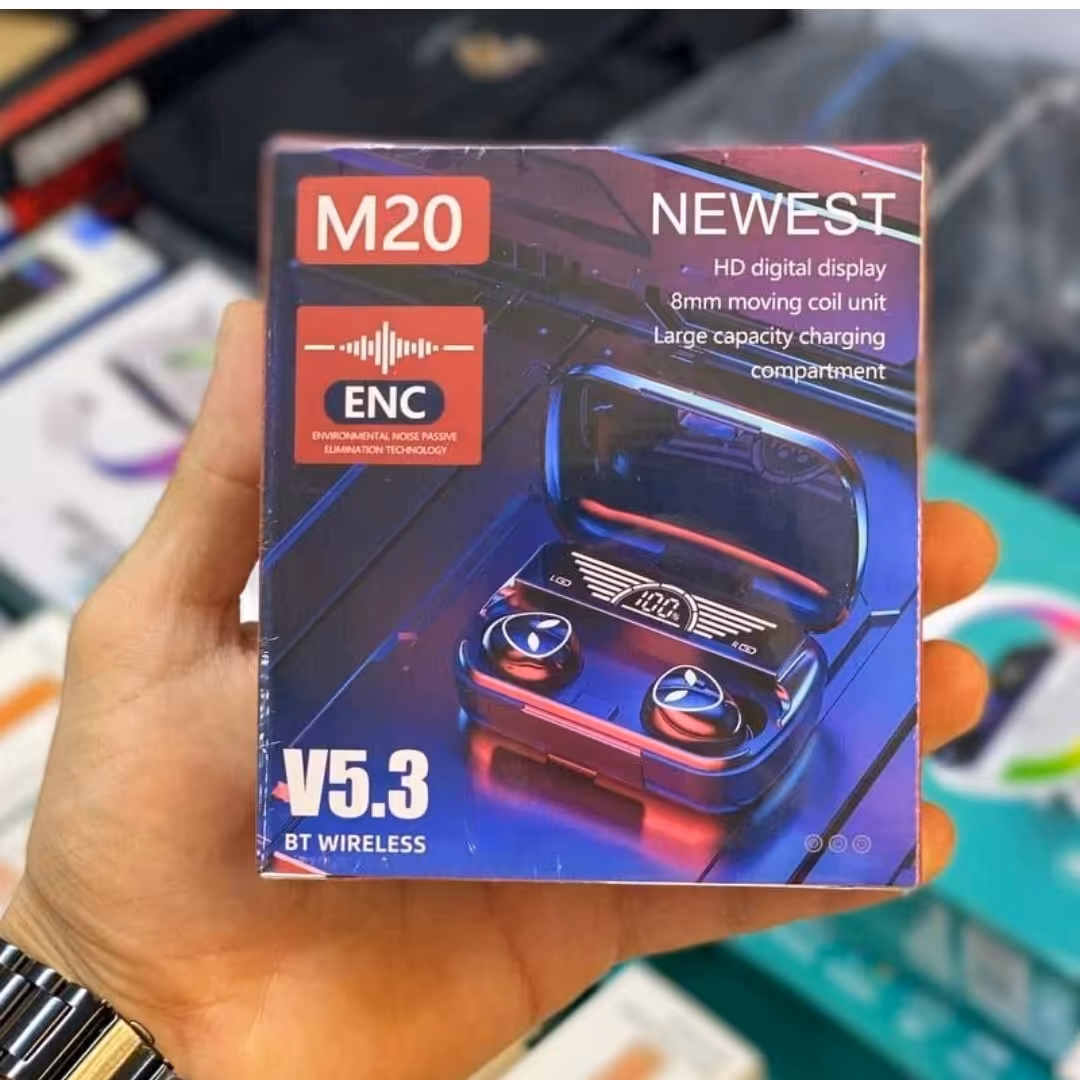 M20
NEWEST
HD digital display
8mm moving coil unit
Large capacity charging
compartment
ENC
ENVIRONMENTAL NOISE PASSIVE
ELIMINATION TECHNOLOGY
L
100%
R
V5.3
BT WIRELESS